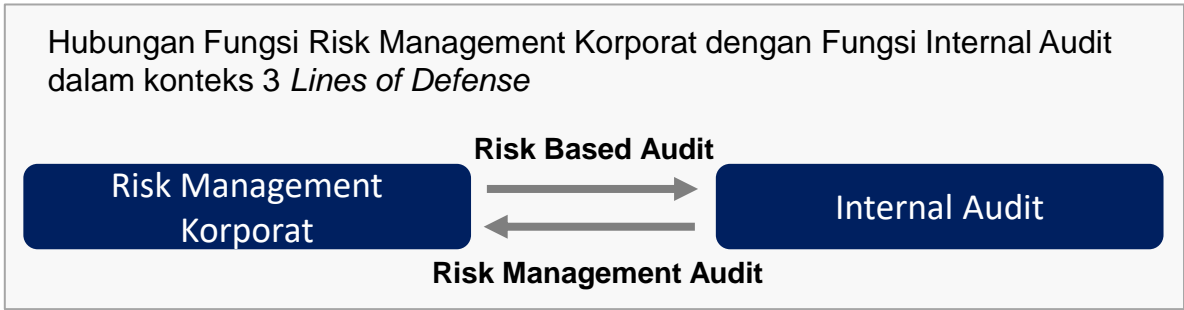 Hubungan Fungsi Risk Management Korporat dengan Fungsi Internal Audit
dalam konteks 3 Lines of Defense
Risk Based Audit
Risk Management
Korporat
Internal Audit
Risk Management Audit